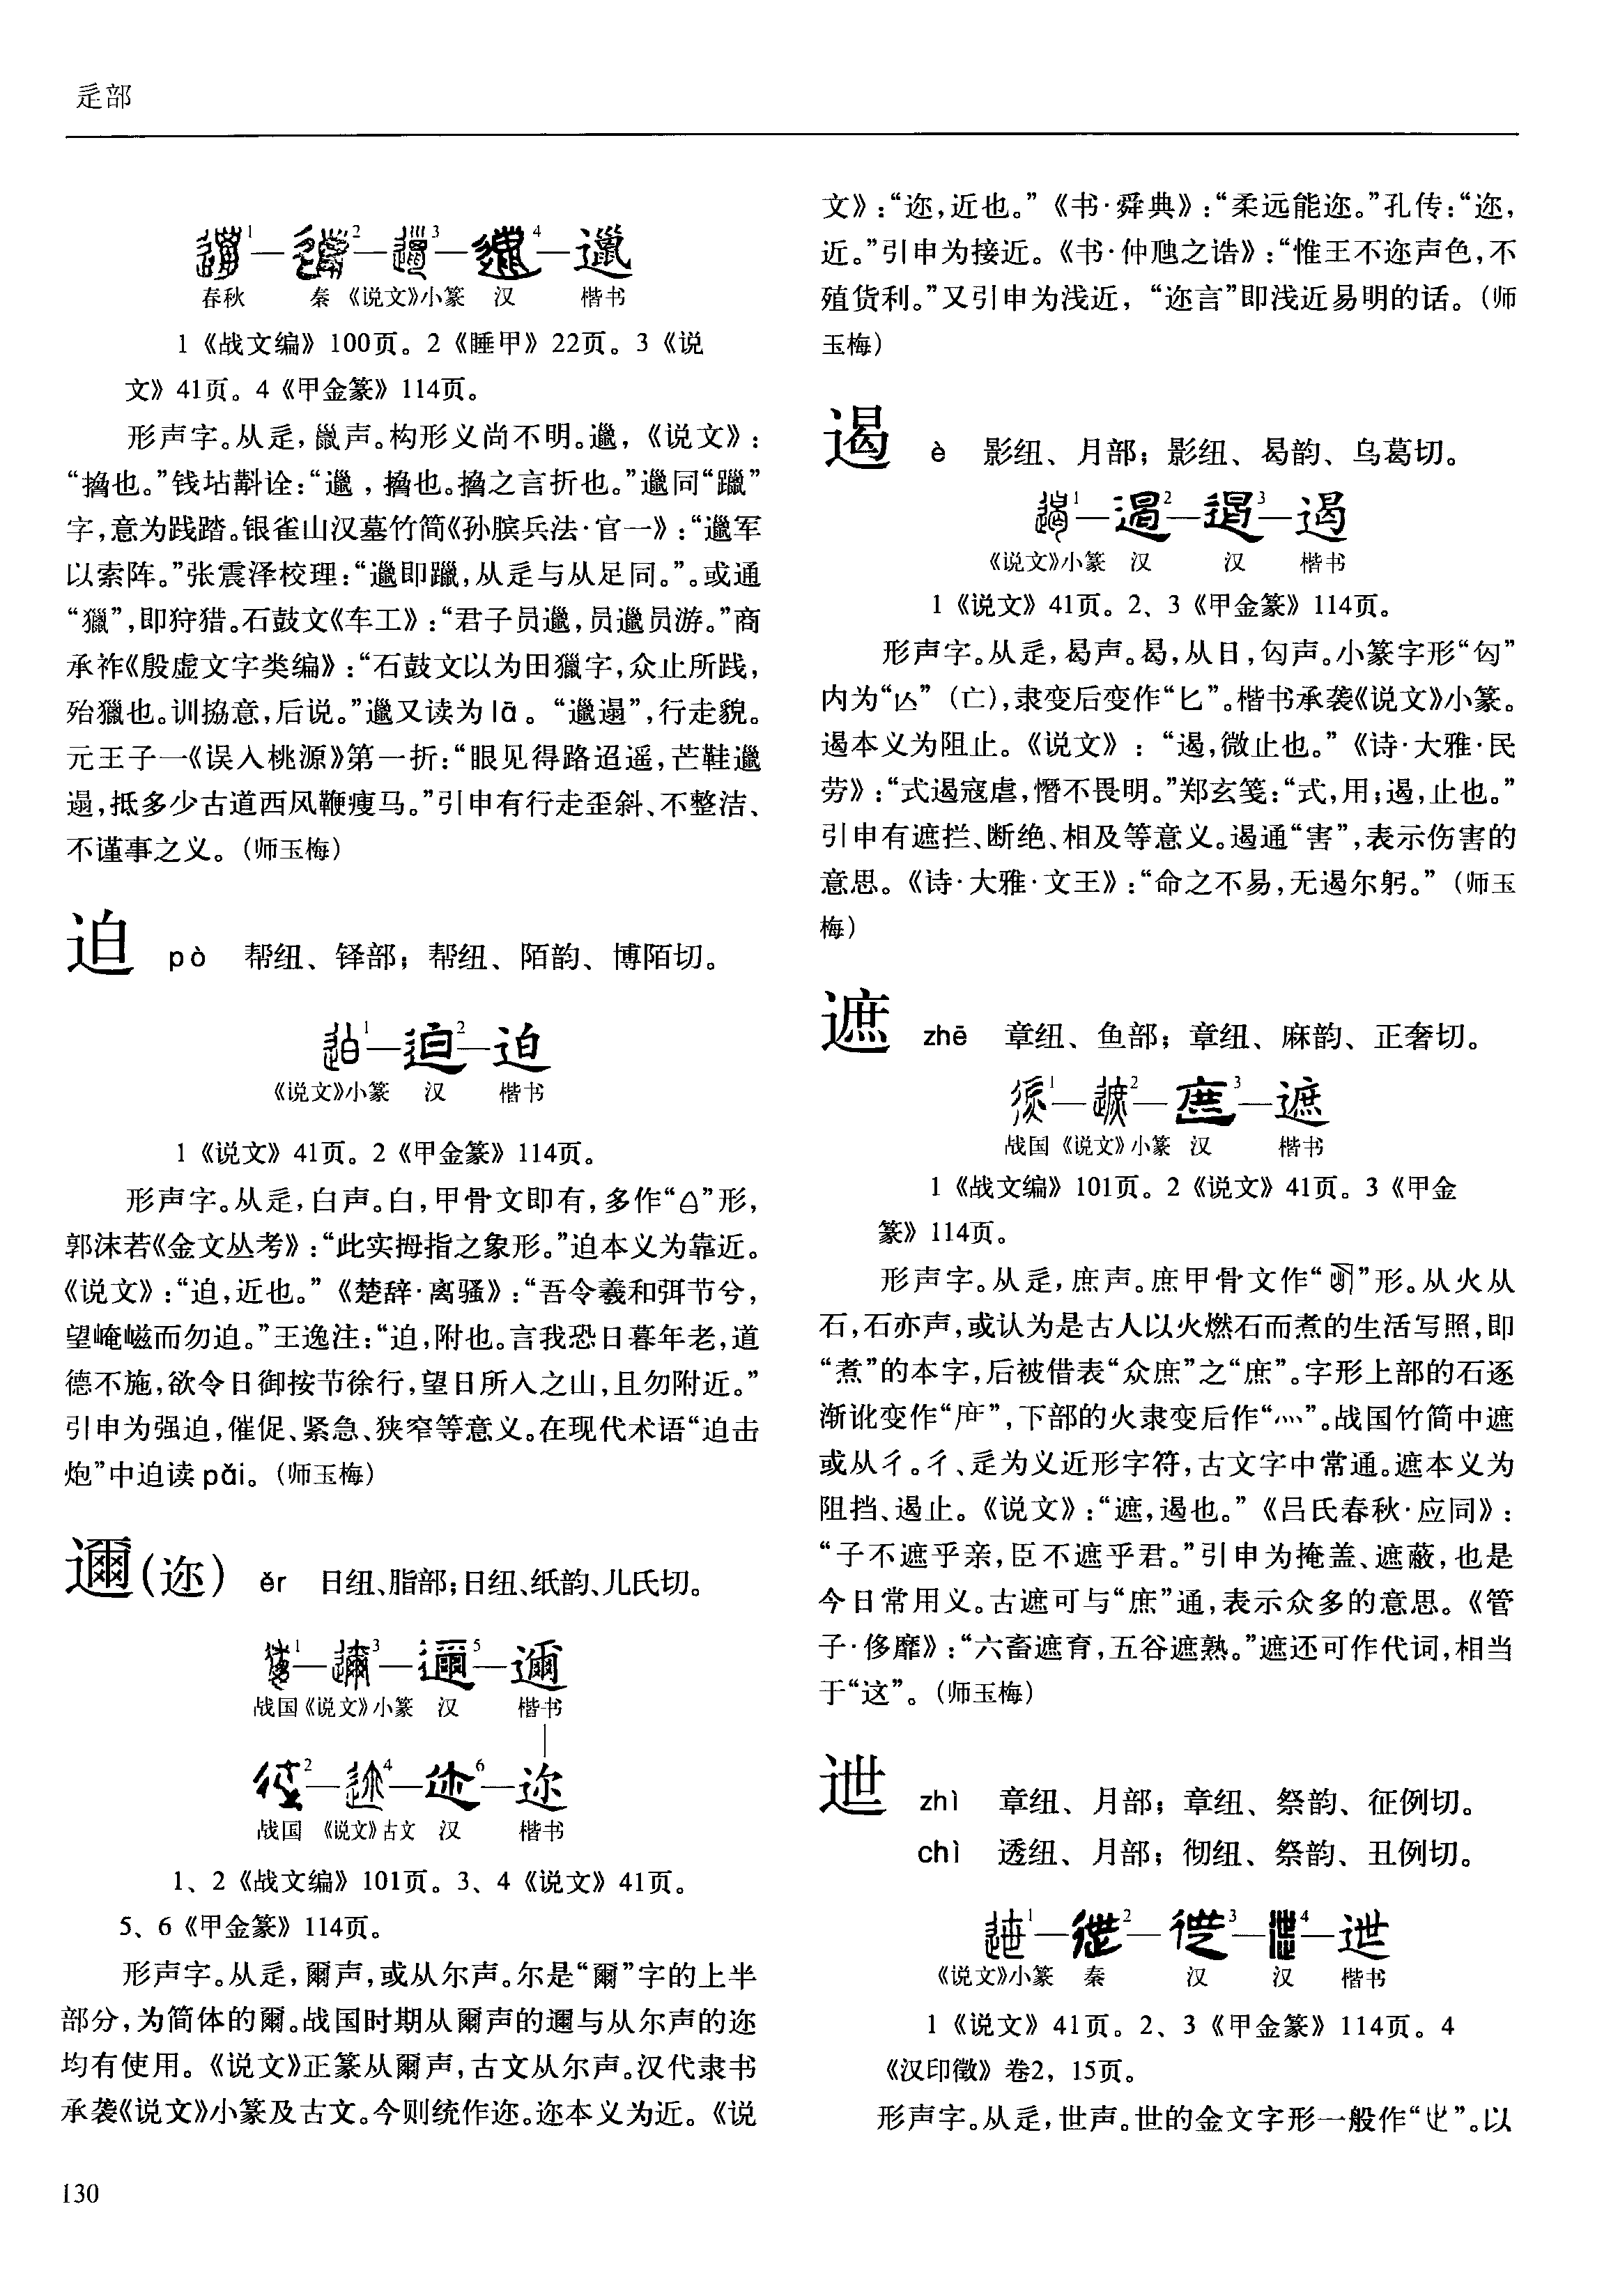 辵部
1—2—3—4—邋
春秋 秦 《说文》小篆 汉 楷书
1《战文编》100页。2《睡甲》22页。3《说
文》41页。4《甲金篆》114页。
形声字。从辵，巤声。构形义尚不明。邋，《说文》：
“搚也。”钱坫斠诠：“邋，搚也。搚之言折也。”邋同“躐”
字，意为践踏。银雀山汉墓竹简《孙膑兵法·官一》：“邋军
以索阵。”张震泽校理：“邋即躐，从辵与从足同。”。或通
“獵”，即狩猎。石鼓文《车工》：“君子员邋，员邋员游。”商
承祚《殷虚文字类编》：“石鼓文以为田獵字，众止所践，
殆獵也。训搚意，后说。”邋又读为lā。“邋遢”，行走貌。
元王子一《误入桃源》第一折：“眼见得路迢遥，芒鞋邋
遢，抵多少古道西风鞭瘦马。”引申有行走歪斜、不整洁、
不谨事之义。（师玉梅）
迫 pò 帮纽、铎部；帮纽、陌韵、博陌切。
1—2—迫
《说文》小篆 汉 楷书
1《说文》41页。2《甲金篆》114页。
形声字。从辵，白声。白，甲骨文即有，多作“”形，
郭沫若《金文丛考》：“此实拇指之象形。”迫本义为靠近。
《说文》：“迫，近也。”《楚辞·离骚》：“吾令羲和弭节兮，
望崦嵫而勿迫。”王逸注：“迫，附也。言我恐日暮年老，道
德不施，欲令日御按节徐行，望日所入之山，且勿附近。”
引申为强迫，催促、紧急、狭窄等意义。在现代术语“迫击
炮”中迫读pǎi。（师玉梅）
邇（迩） ěr 日纽、脂部；日纽、纸韵、儿氏切。
1—3—5—邇
战国 《说文》小篆 汉 楷书
2—4—6—迩
战国 《说文》古文 汉 楷书
1、2《战文编》101页。3、4《说文》41页。
5、6《甲金篆》114页。
形声字。从辵，爾声，或从尔声。尔是“爾”字的上半
部分，为简体的爾。战国时期从爾声的邇与从尔声的迩
均有使用。《说文》正篆从爾声，古文从尔声。汉代隶书
承袭《说文》小篆及古文。今则统作迩。迩本义为近。《说
文》：“迩，近也。”《书·舜典》：“柔远能迩。”孔传：“迩，
近。”引申为接近。《书·仲虺之诰》：“惟王不迩声色，不
殖货利。”又引申为浅近，“迩言”即浅近易明的话。（师
玉梅）
遏 è 影纽、月部；影纽、曷韵、乌葛切。
1—2—3—遏
《说文》小篆 汉 汉 楷书
1《说文》41页。2、3《甲金篆》114页。
形声字。从辵，曷声。曷，从日，匃声。小篆字形“匃”
内为“亾”（亡），隶变后变作“匕”。楷书承袭《说文》小篆。
遏本义为阻止。《说文》：“遏，微止也。”《诗·大雅·民
劳》：“式遏寇虐，憯不畏明。”郑玄笺：“式，用；遏，止也。”
引申有遮拦、断绝、相及等意义。遏通“害”，表示伤害的
意思。《诗·大雅·文王》：“命之不易，无遏尔躬。”（师玉
梅）
遮 zhē 章纽、鱼部；章纽、麻韵、正奢切。
1—2—3—遮
战国 《说文》小篆 汉 楷书
1《战文编》101页。2《说文》41页。3《甲金
篆》114页。
形声字。从辵，庶声。庶甲骨文作“”形。从火从
石，石亦声，或认为是古人以火燃石而煮的生活写照，即
“煮”的本字，后被借表“众庶”之“庶”。字形上部的石逐
渐讹变作“”，下部的火隶变后作“灬”。战国竹简中遮
或从彳。彳、辵为义近形字符，古文字中常通。遮本义为
阻挡、遏止。《说文》：“遮，遏也。”《吕氏春秋·应同》：
“子不遮乎亲，臣不遮乎君。”引申为掩盖、遮蔽，也是
今日常用义。古遮可与“庶”通，表示众多的意思。《管
子·侈靡》：“六畜遮育，五谷遮熟。”遮还可作代词，相当
于“这”。（师玉梅）
迣 zhì 章纽、月部；章纽、祭韵、征例切。
chì 透纽、月部；彻纽、祭韵、丑例切。
1—2—3—4—迣
《说文》小篆 秦 汉 汉 楷书
1《说文》41页。2、3《甲金篆》114页。4
《汉印徵》卷2，15页。
形声字。从辵，世声。世的金文字形一般作“”。以
130